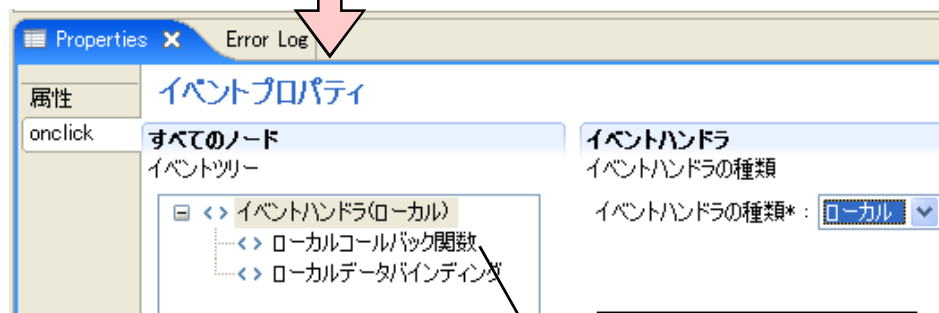 Properties Error Log
属性
onclick
イベントプロパティ
すべてのノード
イベントツリー
イベントハンドラ(ローカル)
ローカルコールバック関数
ローカルデータバインディング
イベントハンドラ
イベントハンドラの種類
イベントハンドラの種類* : ローカル